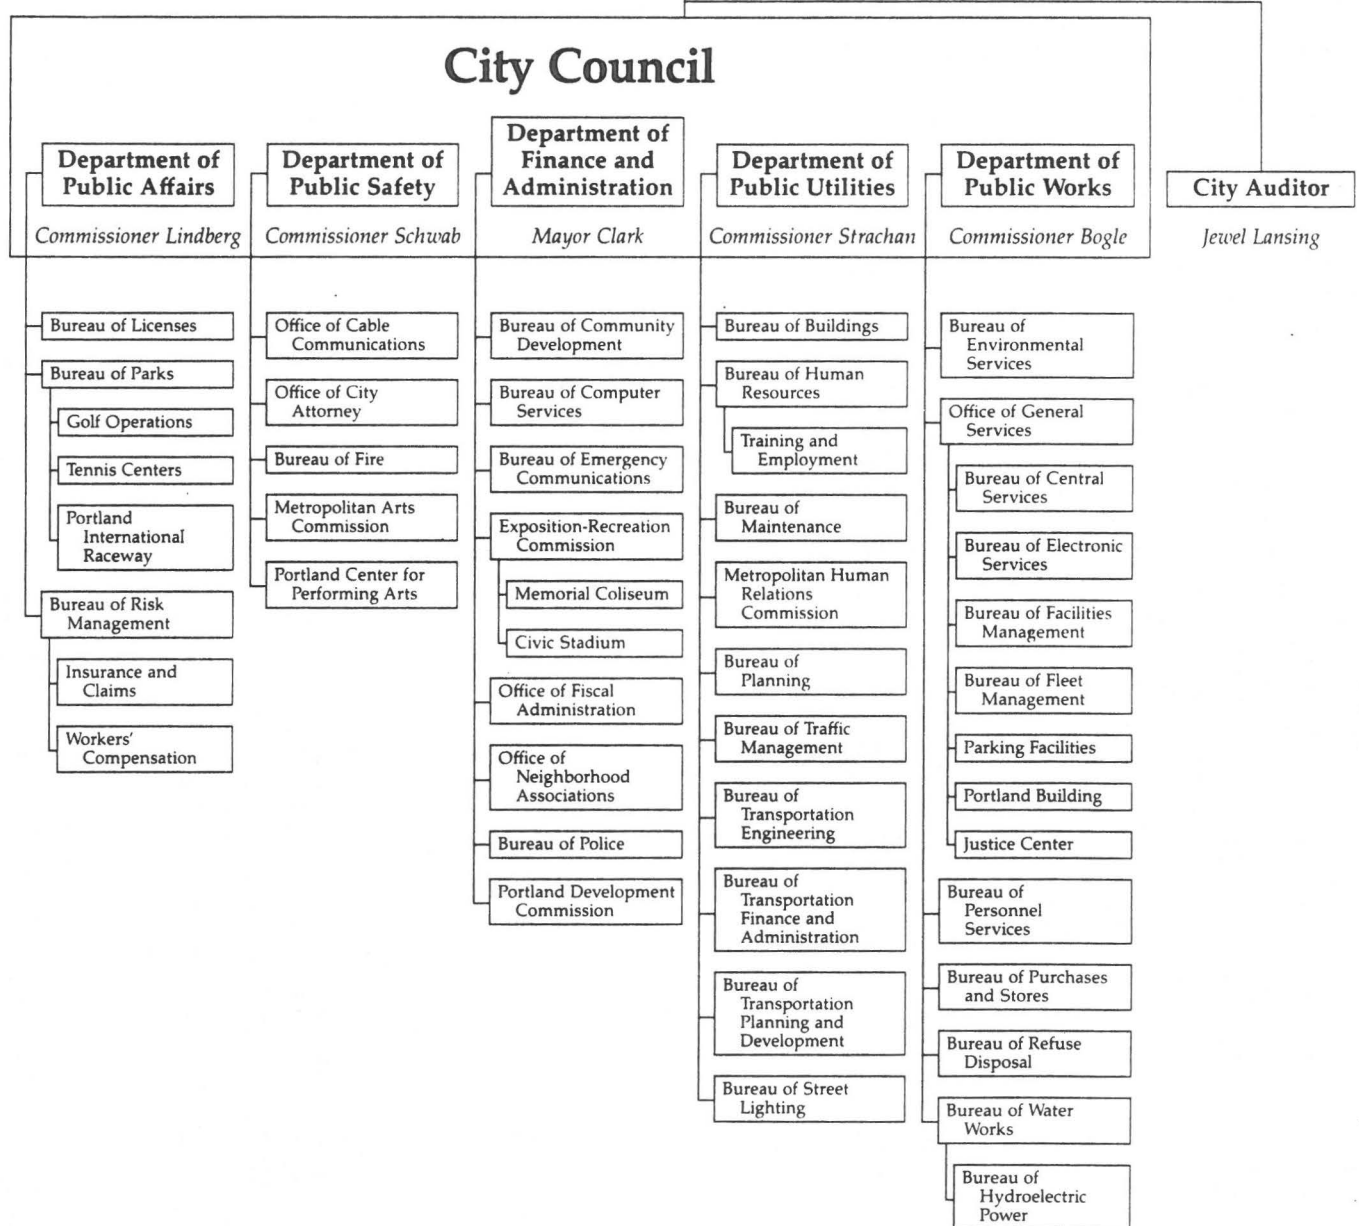 City Council
Department of
Public Affairs
Commissioner Lindberg
Department of
Public Safety
Commissioner Schwab
Department of
Finance and
Administration
Mayor Clark
Department of
Public Utilities
Commissioner Strachan
Department of
Public Works
Commissioner Bogle
City Auditor
Jewel Lansing
Bureau of Licenses
Bureau of Parks
Golf Operations
Tennis Centers
Portland
International
Raceway
Bureau of Risk
Management
Insurance and
Claims
Workers'
Compensation
Office of Cable
Communications
Office of City
Attorney
Bureau of Fire
Metropolitan Arts
Commission
Portland Center for
Performing Arts
Bureau of Community
Development
Bureau of Computer
Services
Bureau of Emergency
Communications
Exposition-Recreation
Commission
Memorial Coliseum
Civic Stadium
Office of Fiscal
Administration
Office of
Neighborhood
Associations
Bureau of Police
Portland Development
Commission
Bureau of Buildings
Bureau of Human
Resources
Training and
Employment
Bureau of
Maintenance
Metropolitan Human
Relations
Commission
Bureau of
Planning
Bureau of Traffic
Management
Bureau of
Transportation
Engineering
Bureau of
Transportation
Finance and
Administration
Bureau of
Transportation
Planning and
Development
Bureau of Street
Lighting
Bureau of
Environmental
Services
Office of General
Services
Bureau of Central
Services
Bureau of Electronic
Services
Bureau of Facilities
Management
Bureau of Fleet
Management
Parking Facilities
Portland Building
Justice Center
Bureau of
Personnel
Services
Bureau of Purchases
and Stores
Bureau of Refuse
Disposal
Bureau of Water
Works
Bureau of
Hydroelectric
Power